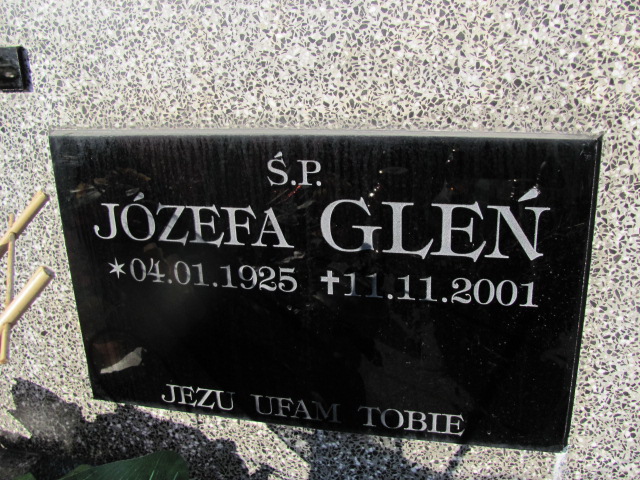 Ś.P.
JÓZEFA GLEŃ
*04.01.1925 ✝11.11.2001
JEZU UFAM TOBIE